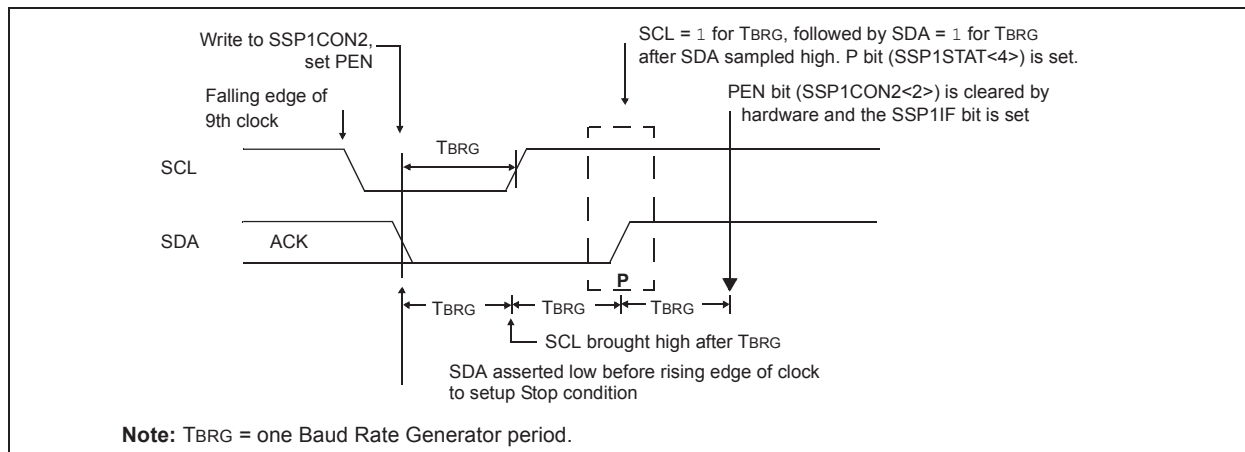 Write to SSP1CON2,
set PEN
SCL = 1 for TBRG, followed by SDA = 1 for TBRG
after SDA sampled high. P bit (SSP1STAT<4>) is set.
Falling edge of
9th clock
PEN bit (SSP1CON2<2>) is cleared by
hardware and the SSP1IF bit is set
TBRG
SCL
SDA
ACK
P
TBRG
TBRG
TBRG
SCL brought high after TBRG
SDA asserted low before rising edge of clock
to setup Stop condition
Note: TBRG = one Baud Rate Generator period.